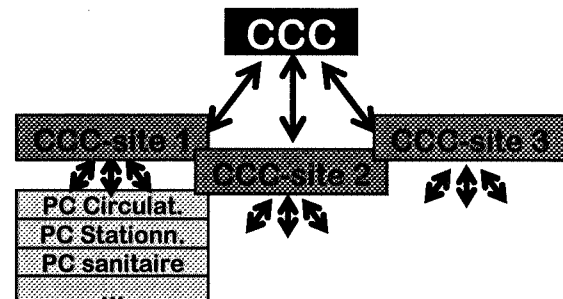 CCC
CCC-site 1
CCC-site 2
CCC-site 3
PC Circulat.
PC Stationn.
PC sanitaire
...